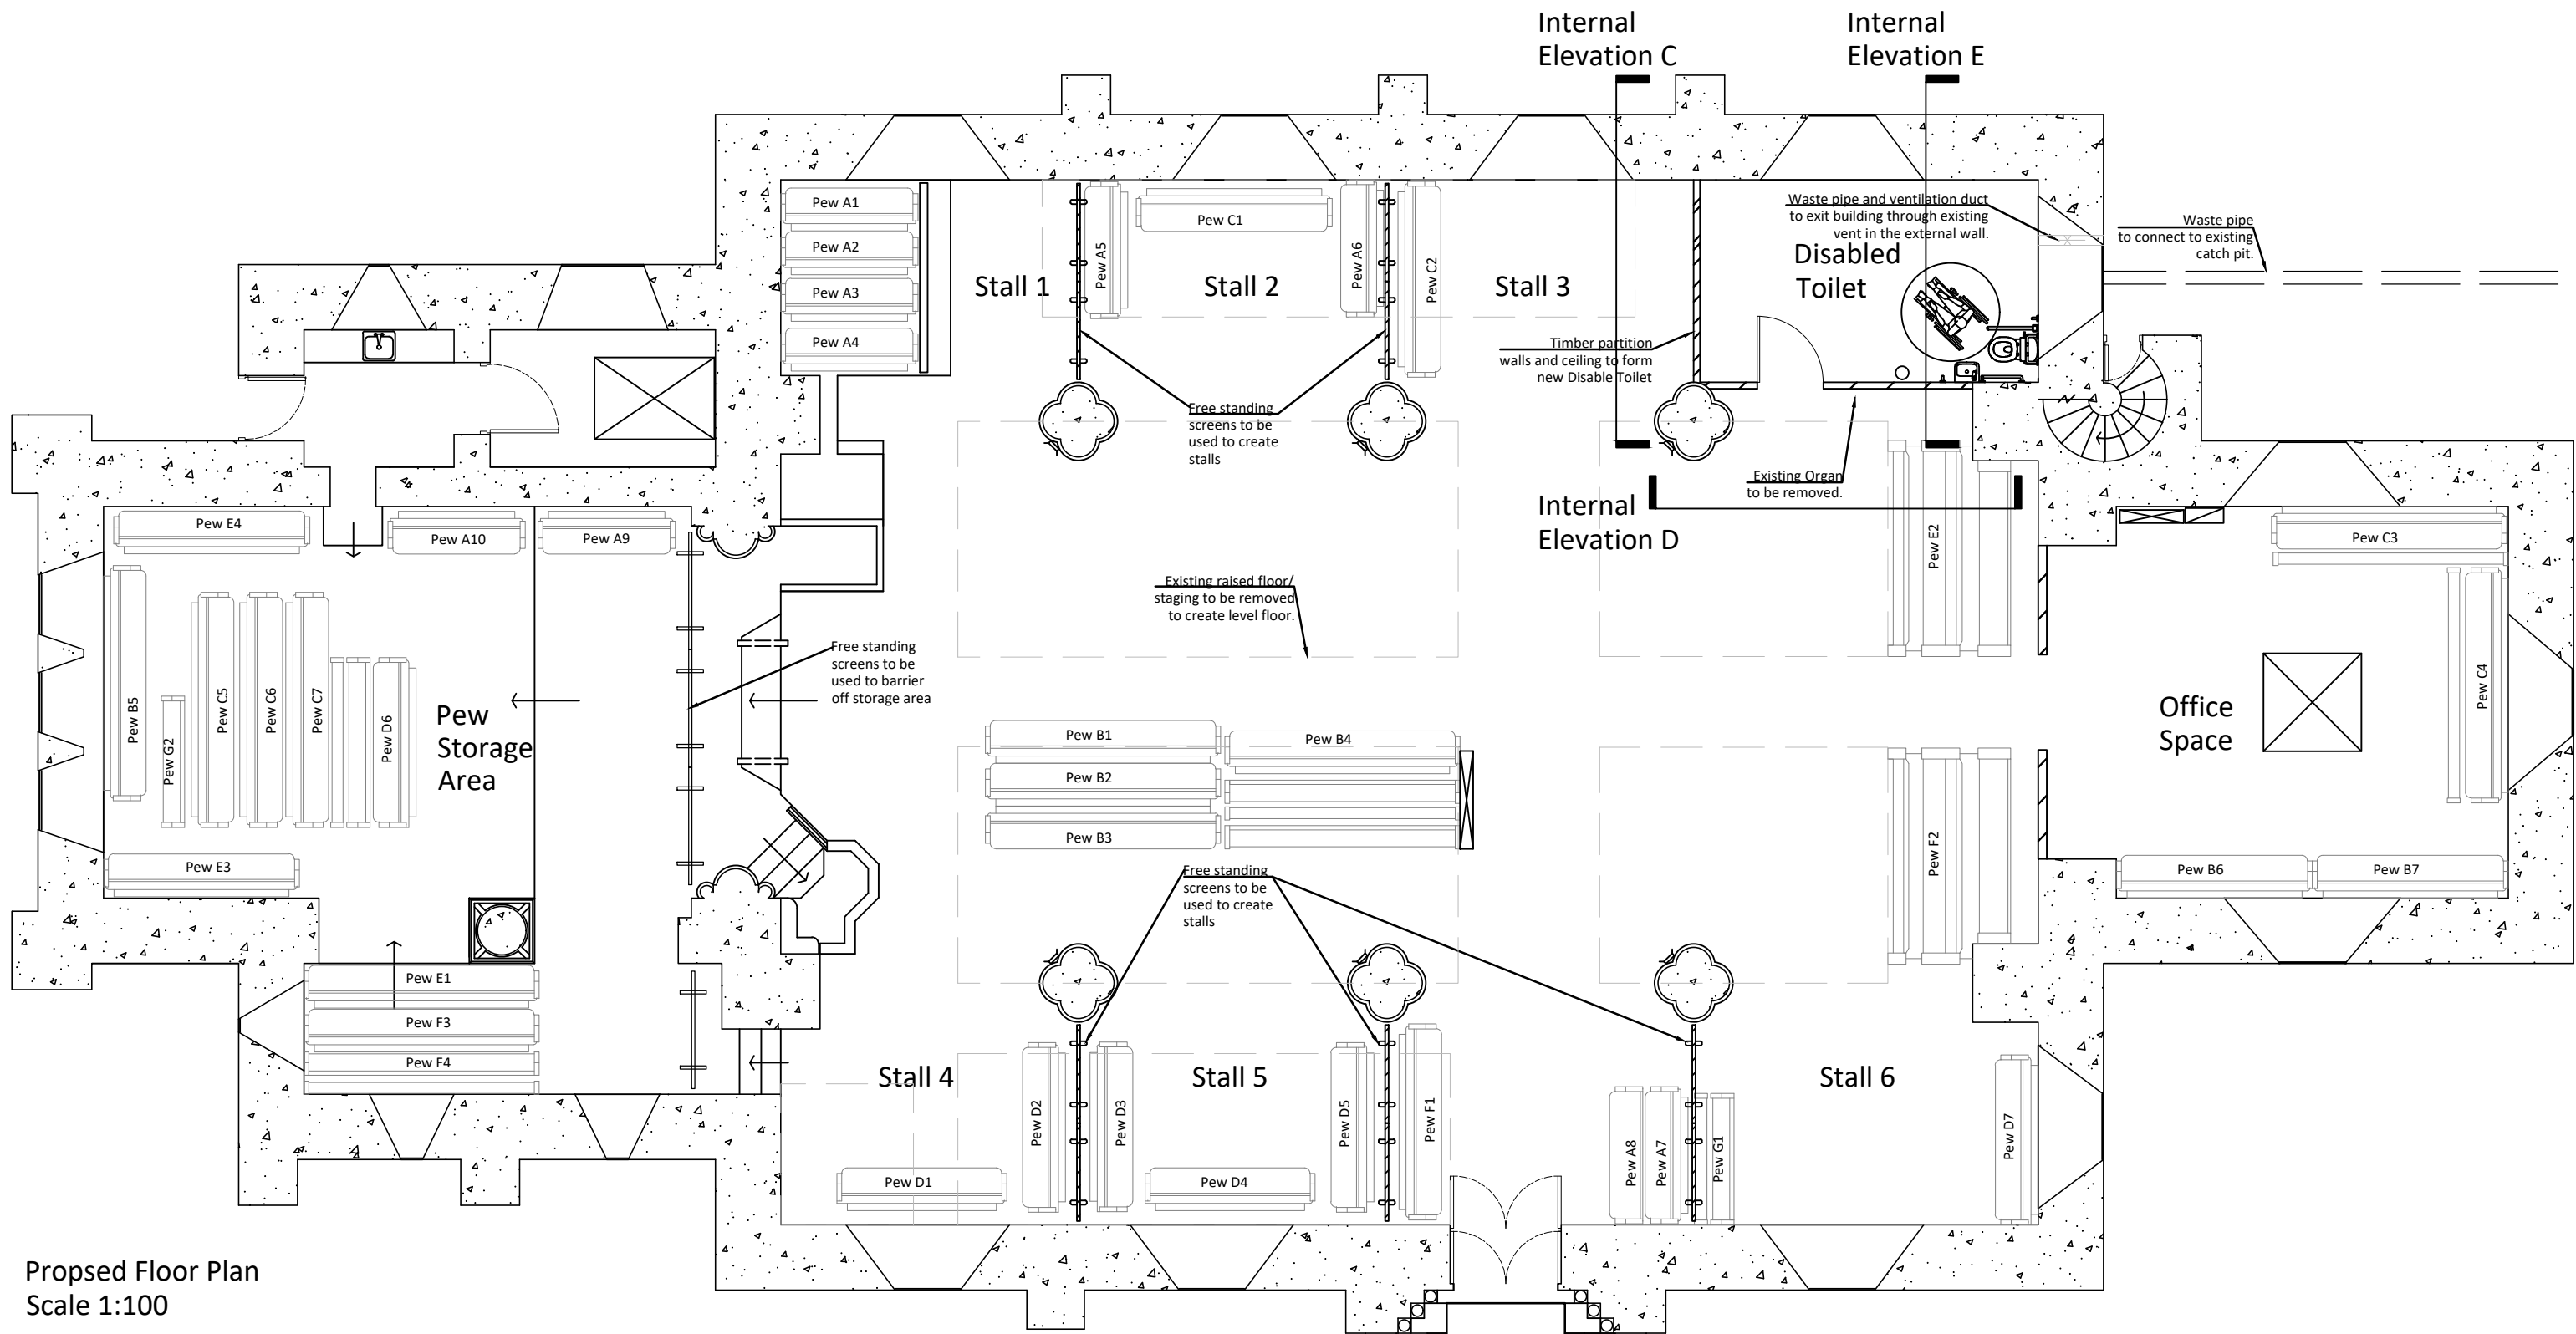 Internal
Elevation C
Internal
Elevation E
Pew A1
Pew A2
Pew A3
Pew A4
Stall 1
Pew A5
Pew C1
Stall 2
Pew A6
Pew C2
Stall 3
Waste pipe and ventilation duct
to exit building through existing
vent in the external wall.
Disabled
Toilet
Waste pipe
to connect to existing
catch pit.
Timber partition
walls and ceiling to form
new Disable Toilet
Free standing
screens to be
used to create
stalls
Existing Organ
to be removed.
Internal
Elevation D
Pew E2
Pew E4
Pew A10
Pew A9
Pew C3
Existing raised floor/
staging to be removed
to create level floor.
Free standing
screens to be
used to barrier
off storage area
Pew B5
Pew G2
Pew C5
Pew C6
Pew C7
Pew D6
Pew
Storage
Area
Pew B1
Pew B2
Pew B3
Pew B4
Pew F2
Office
Space
Pew C4
Pew E3
Pew B6
Pew B7
Free standing
screens to be
used to create
stalls
Pew E1
Pew F3
Pew F4
Stall 4
Pew D1
Pew D2
Pew D3
Stall 5
Pew D4
Pew D5
Pew F1
Pew A8
Pew A7
Pew G1
Stall 6
Pew D7
Propsed Floor Plan
Scale 1:100